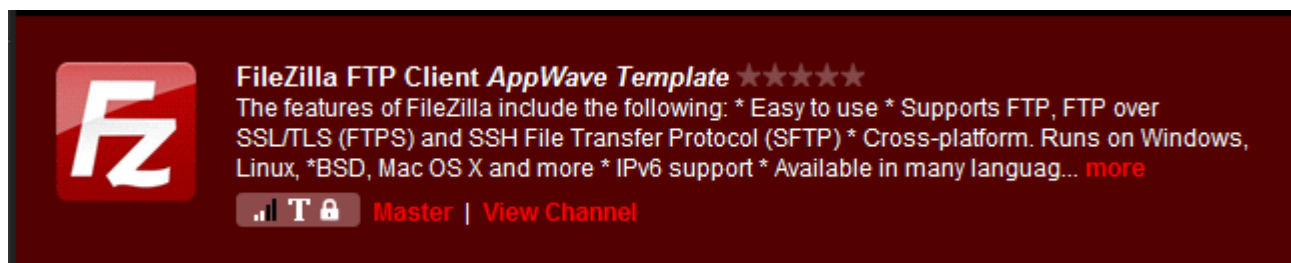 Fz
FileZilla FTP Client AppWave Template
The features of FileZilla include the following: * Easy to use * Supports FTP, FTP over
SSL/TLS (FTPS) and SSH File Transfer Protocol (SFTP) * Cross-platform. Runs on Windows,
Linux, *BSD, Mac OS X and more * IPv6 support * Available in many languag... more
T Master | View Channel